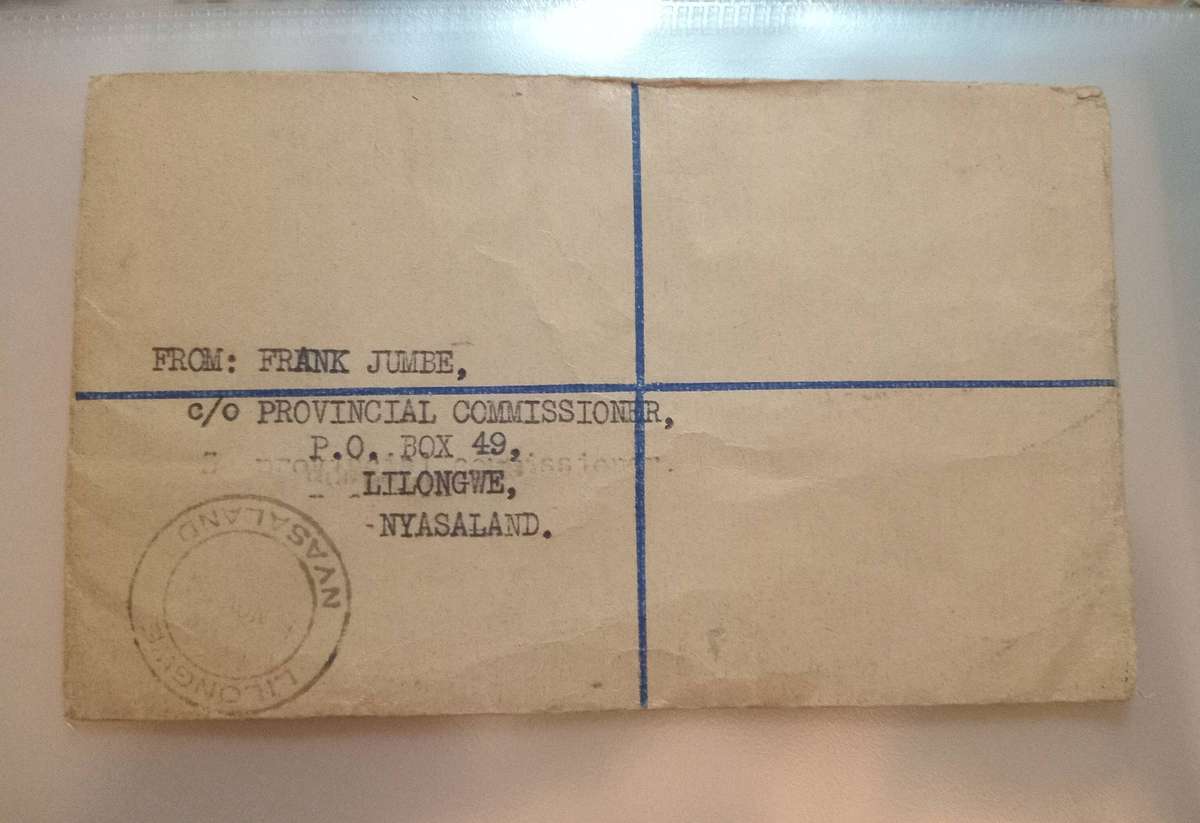 FROM: FRANK JUMBE,
c/o PROVINCIAL COMMISSIONER,
P.O. BOX 49,
LILONGWE,
NYASALAND.
NYASALAND
LILONGWE